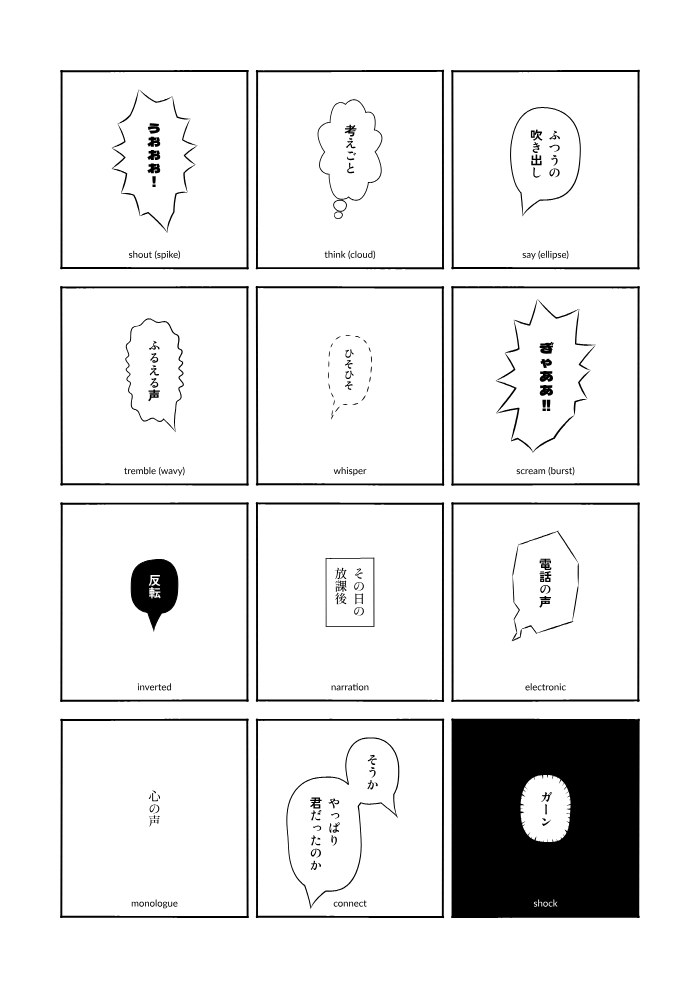 ふつうの
吹き出し
say (ellipse)
考えごと
think (cloud)
うおおお！
shout (spike)
ぎゃああ!!
scream (burst)
ひそひそ
whisper
ふるえる声
tremble (wavy)
電話の声
electronic
その日の
放課後
narration
反転
inverted
ガーン
shock
そうか
やっぱり
君だったのか
connect
心の声
monologue